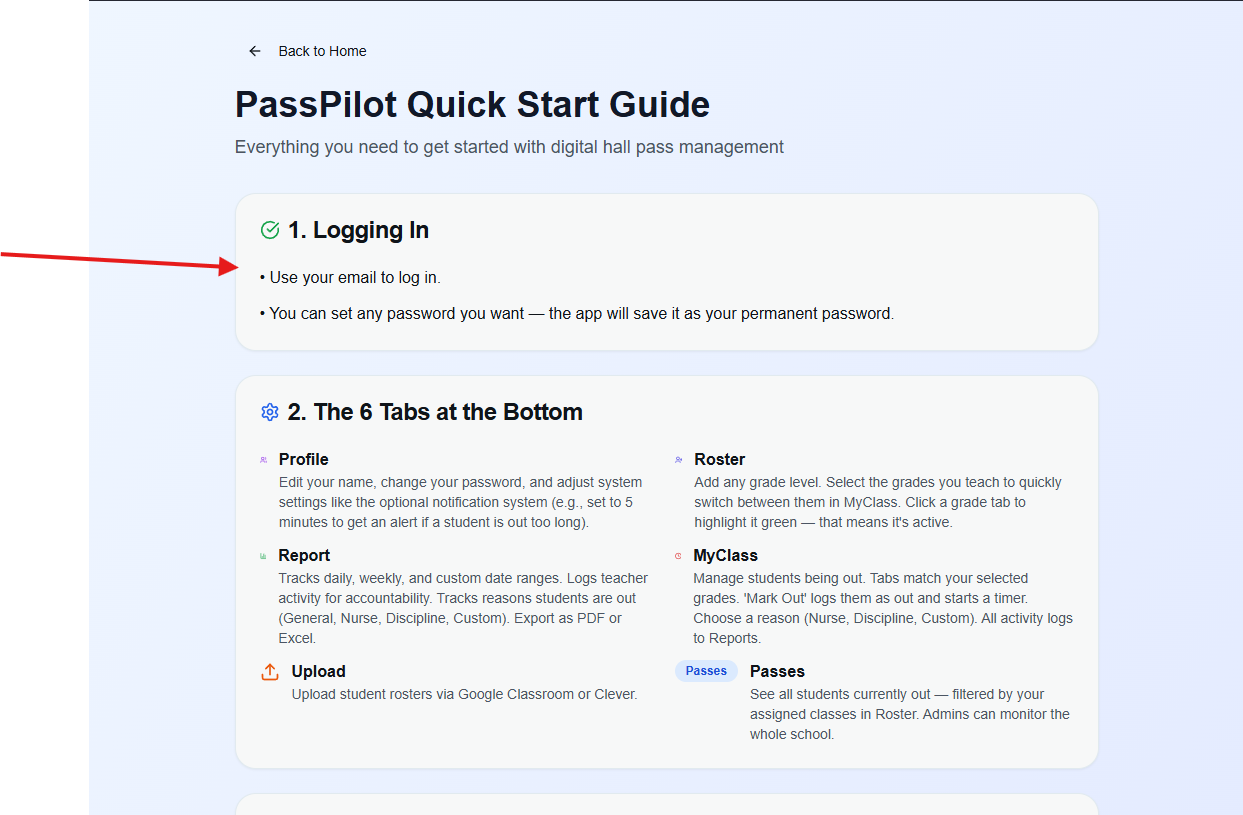 Back to Home
PassPilot Quick Start Guide
Everything you need to get started with digital hall pass management
1. Logging In
• Use your email to log in.
• You can set any password you want — the app will save it as your permanent password.
2. The 6 Tabs at the Bottom
Profile
Edit your name, change your password, and adjust system
settings like the optional notification system (e.g., set to 5
minutes to get an alert if a student is out too long).
Roster
Add any grade level. Select the grades you teach to quickly
switch between them in MyClass. Click a grade tab to
highlight it green — that means it's active.
Report
Tracks daily, weekly, and custom date ranges. Logs teacher
activity for accountability. Tracks reasons students are out
(General, Nurse, Discipline, Custom). Export as PDF or
Excel.
MyClass
Manage students being out. Tabs match your selected
grades. 'Mark Out' logs them as out and starts a timer.
Choose a reason (Nurse, Discipline, Custom). All activity logs
to Reports.
Upload
Upload student rosters via Google Classroom or Clever.
Passes
Passes
See all students currently out — filtered by your
assigned classes in Roster. Admins can monitor the
whole school.